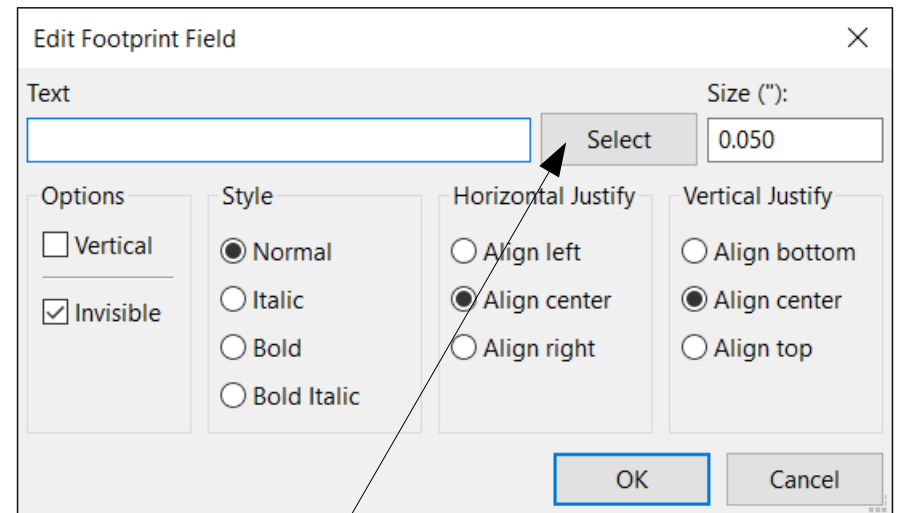 Edit Footprint Field
Text
Size ("):
Select
0.050
Options
Style
Horizontal Justify
Vertical Justify
Vertical
Invisible
Normal
Italic
Bold
Bold Italic
Align left
Align center
Align right
Align bottom
Align center
Align top
OK
Cancel